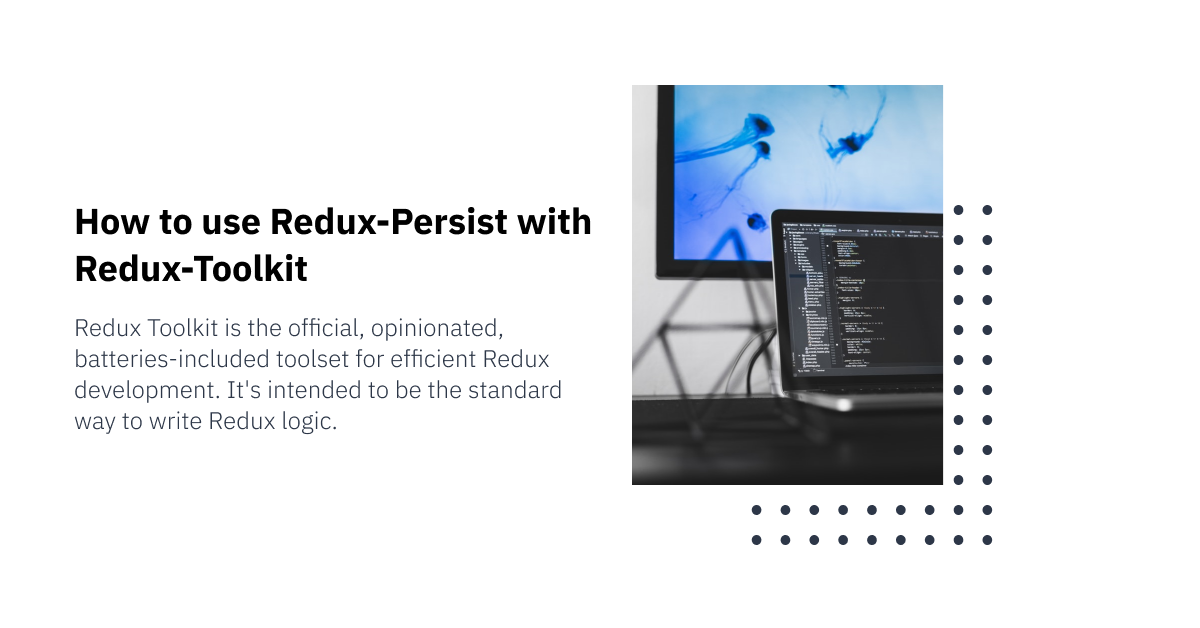 How to use Redux-Persist with
Redux-Toolkit
Redux Toolkit is the official, opinionated,
batteries-included toolset for efficient Redux
development. It's intended to be the standard
way to write Redux logic.